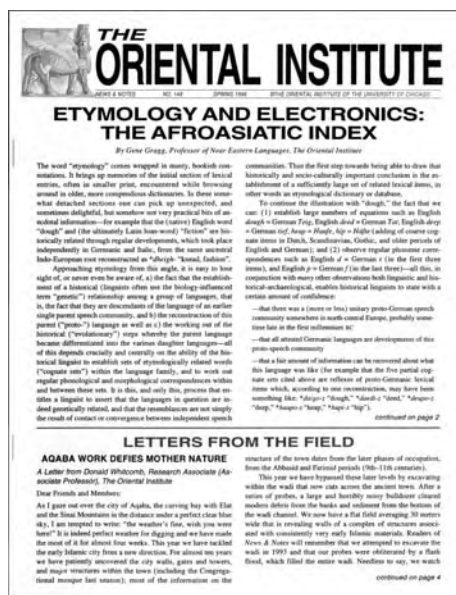 THE
ORIENTAL INSTITUTE
NEWS & NOTES NO. 149 SPRING 1996 ©THE ORIENTAL INSTITUTE OF THE UNIVERSITY OF CHICAGO
ETYMOLOGY AND ELECTRONICS:
THE AFROASIATIC INDEX
By Gene Gragg, Professor of Near Eastern Languages, The Oriental Institute
The word "etymology" comes wrapped in musty, bookish con-
notations. It brings up memories of the initial section of lexical
entries, often in smaller print, encountered while browsing
around in older, more compendious dictionaries. In these some-
what detached sections one can pick up unexpected, and
sometimes delightful, but somehow not very practical bits of an-
ecdotal information—for example that the (native) English word
"dough" and the (ultimately Latin loan-word) "fiction" are his-
torically related through regular developments, which took place
independently in Germanic and Italic, from the same ancestral
Indo-European root reconstructed as "knead, fashion".
Approaching etymology from this angle, it is easy to lose
sight of, or never even be aware of, a) the fact that the establish-
ment of a historical (linguists often use the biology-influenced
term "genetic") relationship among a group of languages, that
is, the fact that they are descendants of the language of an earlier
single parent speech community, and b) the reconstruction of this
parent ("proto-") language as well as c) the working out of the
historical ("evolutionary") steps whereby the parent language
became differentiated into the various daughter languages—all
of this depends crucially and centrally on the ability of the his-
torical linguist to establish sets of etymologically related words
("cognate sets") within the language family, and to work out
regular phonological and morphological correspondences within
and between these sets. It is this, and only this, process that en-
titles a linguist to assert that the languages in question are in-
deed genetically related, and that the resemblances are not simply
the result of contact or convergence between independent speech
communities. Thus the first step towards being able to draw that
historically and socio-culturally important conclusion is the es-
tablishment of a sufficiently large set of related lexical items, in
other words an etymological dictionary or database.
To continue the illustration with "dough," the fact that we
can: (1) establish large numbers of equations such as English
dough = German Teig, English dead = German Tot, English deep
= German tief, heap = Haufe, hip = Hüfte (adding of course cog-
nate items in Dutch, Scandinavian, Gothic, and older periods of
English and German); and (2) observe regular phoneme corre-
spondences such as English d = German t (in the first three
items), and English p = German f (in the last three)—all this, in
conjunction with many other observations both linguistic and his-
torical-archaeological, enables historical linguists to state with a
certain amount of confidence:
—that there was a (more or less) unitary proto-German speech
community somewhere in north-central Europe, probably some-
time late in the first millennium BC
—that all attested Germanic languages are developments of this
proto-speech community
—that a fair amount of information can be recovered about what
this language was like (for example that the five partial cog-
nate sets cited above are reflexes of proto-Germanic lexical
items which, according to one reconstruction, may have been
something like: "dough," "dead,"
"deep," "heap," "hip").
continued on page 2
LETTERS FROM THE FIELD
AQABA WORK DEFIES MOTHER NATURE
A Letter from Donald Whitcomb, Research Associate (As-
sociate Professor), The Oriental Institute
Dear Friends and Members:
As I gaze out over the city of Aqaba, the curving bay with Elat
and the Sinai Mountains in the distance under a perfect clear blue
sky, I am tempted to write: "the weather's fine, wish you were
here!" It is indeed perfect weather for digging and we have made
the most of it for almost four weeks. This year we have tackled
the early Islamic city from a new direction. For almost ten years
we have patiently uncovered the city walls, gates and towers,
and major structures within the town (including the Congrega-
tional mosque last season); most of the information on the
structure of the town dates from the later phases of occupation,
from the Abbasid and Fatimid periods (9th–11th centuries).
This year we have bypassed these later levels by excavating
within the wadi that now cuts across the ancient town. After a
series of probes, a large and horribly noisy bulldozer cleared
modern debris from the banks and sediment from the bottom of
the wadi channel. We now have a flat field averaging 30 meters
wide that is revealing walls of a complex of structures associ-
ated with consistently very early Islamic materials. Readers of
News & Notes will remember that we attempted to excavate the
wadi in 1993 and that our probes were obliterated by a flash
flood, which filled the entire wadi. Needless to say, we watch
continued on page 4